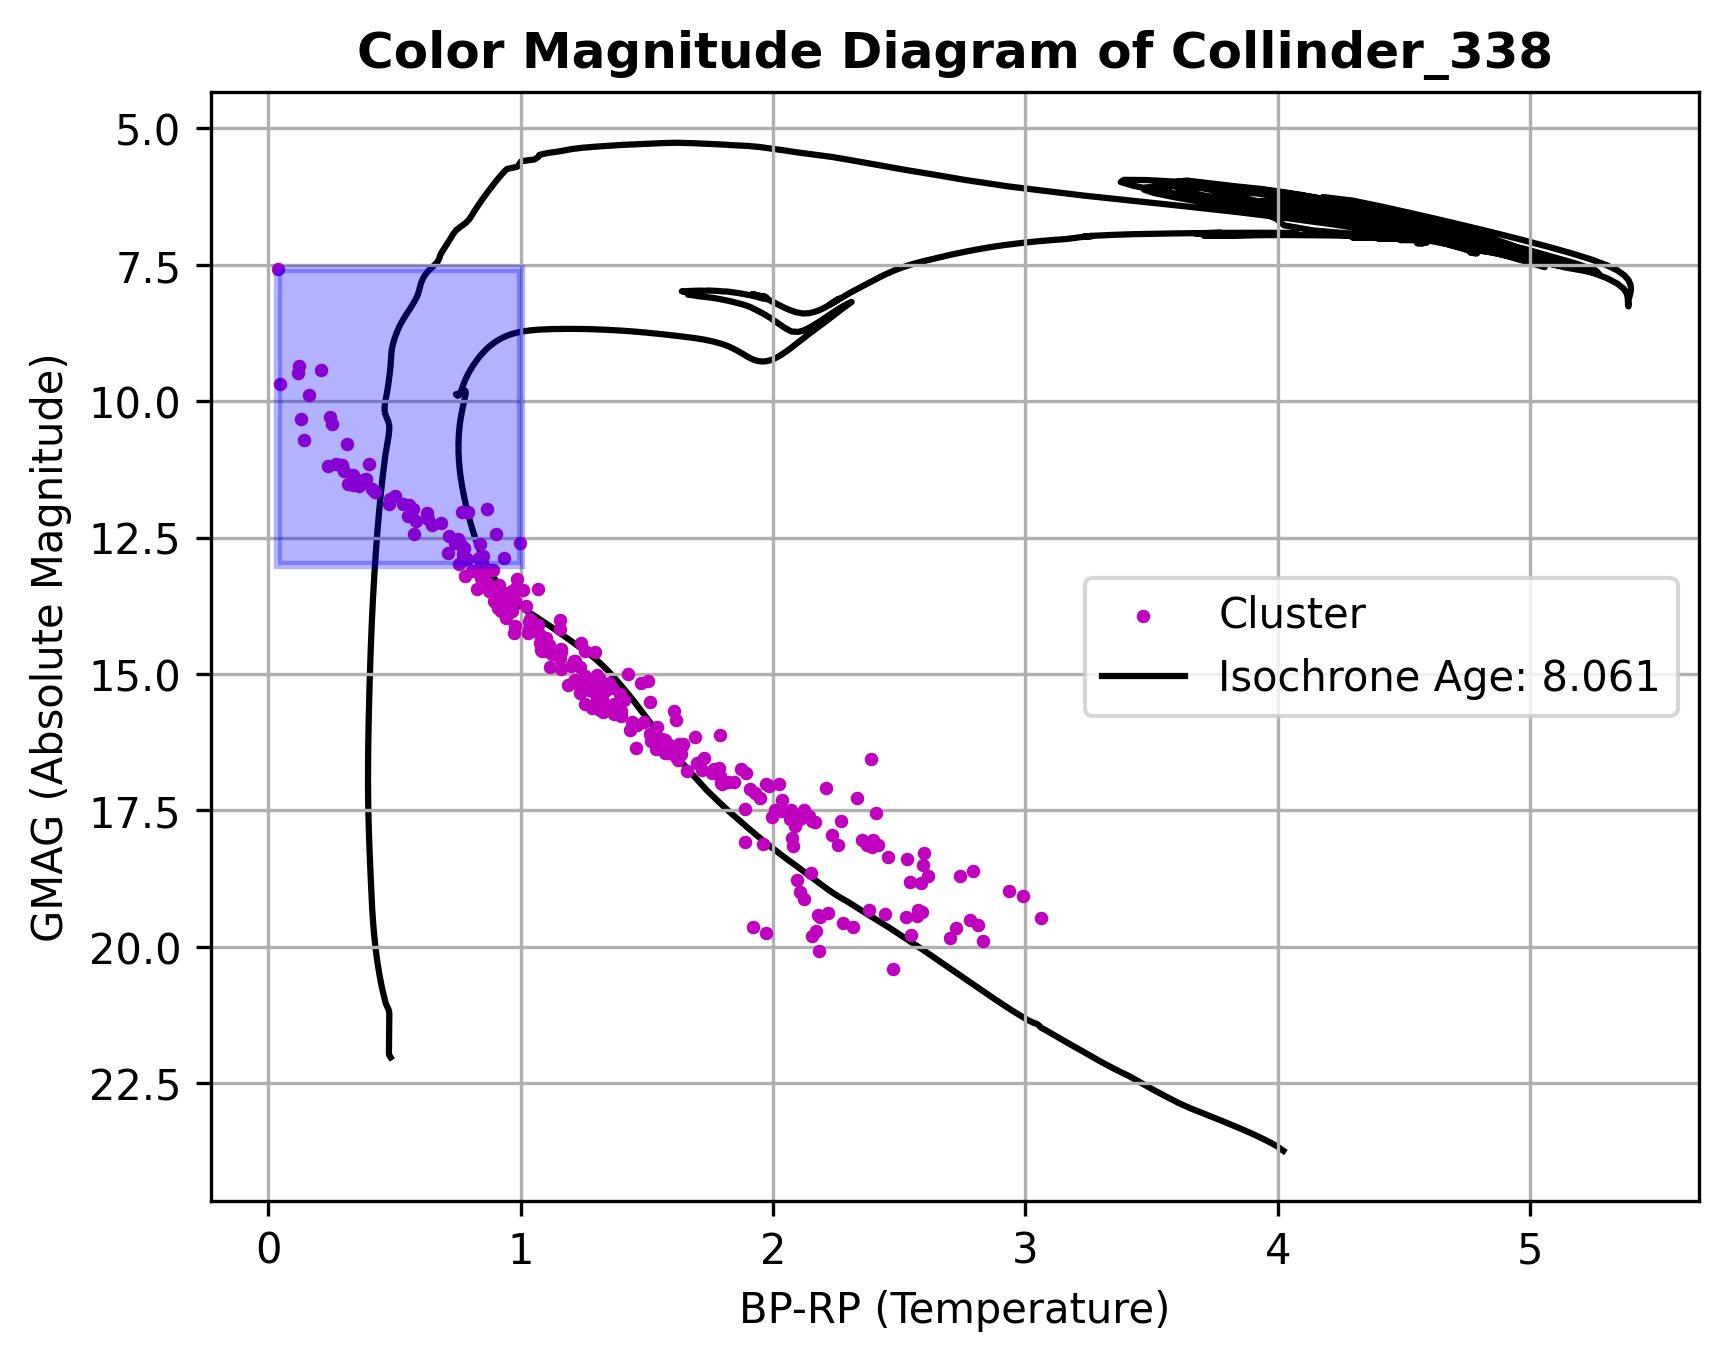 Color Magnitude Diagram of Collinder_338
GMAG (Absolute Magnitude)
5.0
7.5
10.0
12.5
15.0
17.5
20.0
22.5
Cluster
Isochrone Age: 8.061
0 1 2 3 4 5
BP-RP (Temperature)